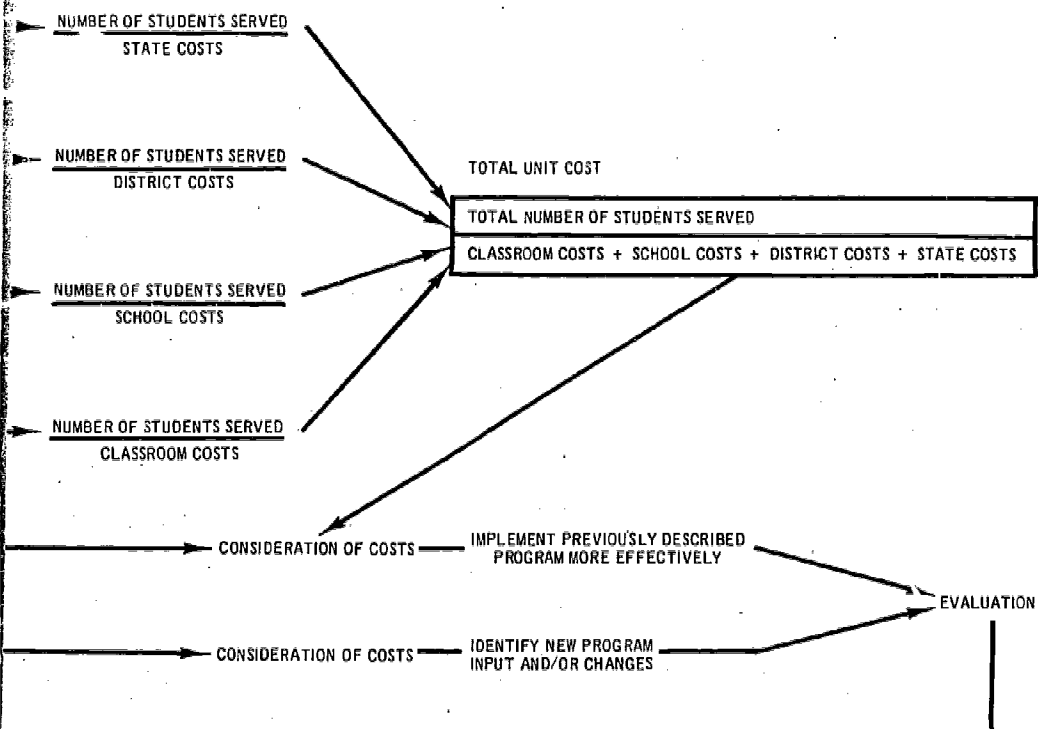 NUMBER OF STUDENTS SERVED
STATE COSTS
NUMBER OF STUDENTS SERVED
DISTRICT COSTS
TOTAL UNIT COST
TOTAL NUMBER OF STUDENTS SERVED
CLASSROOM COSTS + SCHOOL COSTS + DISTRICT COSTS + STATE COSTS
NUMBER OF STUDENTS SERVED
SCHOOL COSTS
NUMBER OF STUDENTS SERVED
CLASSROOM COSTS
CONSIDERATION OF COSTS
IMPLEMENT PREVIOUSLY DESCRIBED
PROGRAM MORE EFFECTIVELY
EVALUATION
CONSIDERATION OF COSTS
IDENTIFY NEW PROGRAM
INPUT AND/OR CHANGES